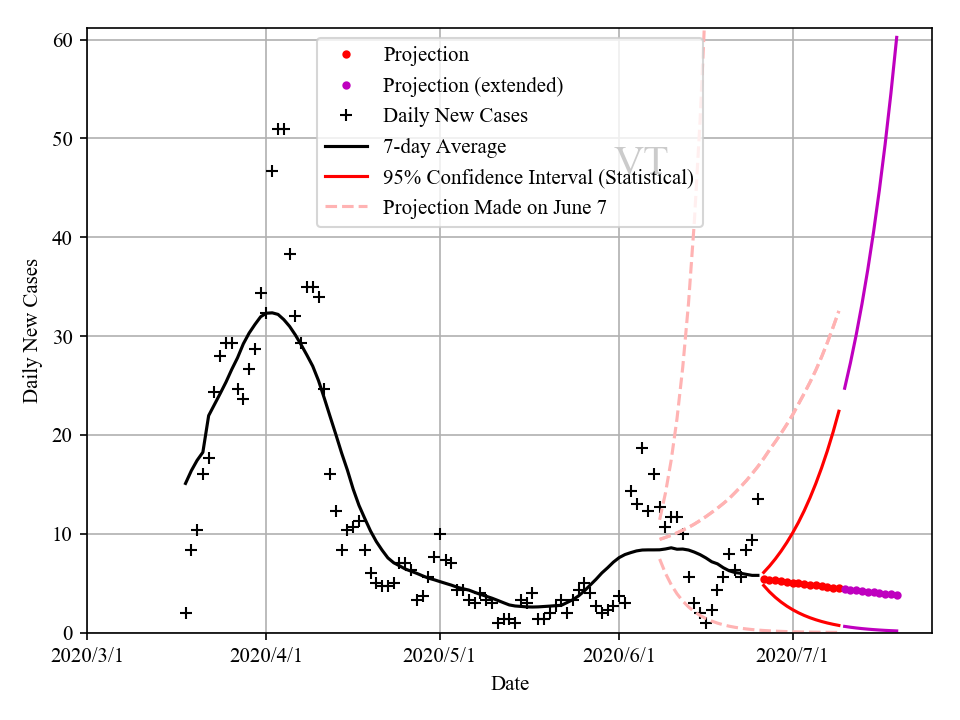 60
50
40
30
20
10
0
Daily New Cases
Projection
Projection (extended)
Daily New Cases
7-day Average
95% Confidence Interval (Statistical)
Projection Made on June 7
VT
2020/3/1
2020/4/1
2020/5/1
2020/6/1
2020/7/1
Date